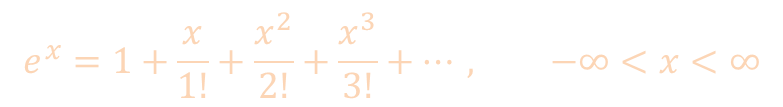 e^x = 1 + x/1! + x^2/2! + x^3/3! + ⋯ , −∞ < x < ∞